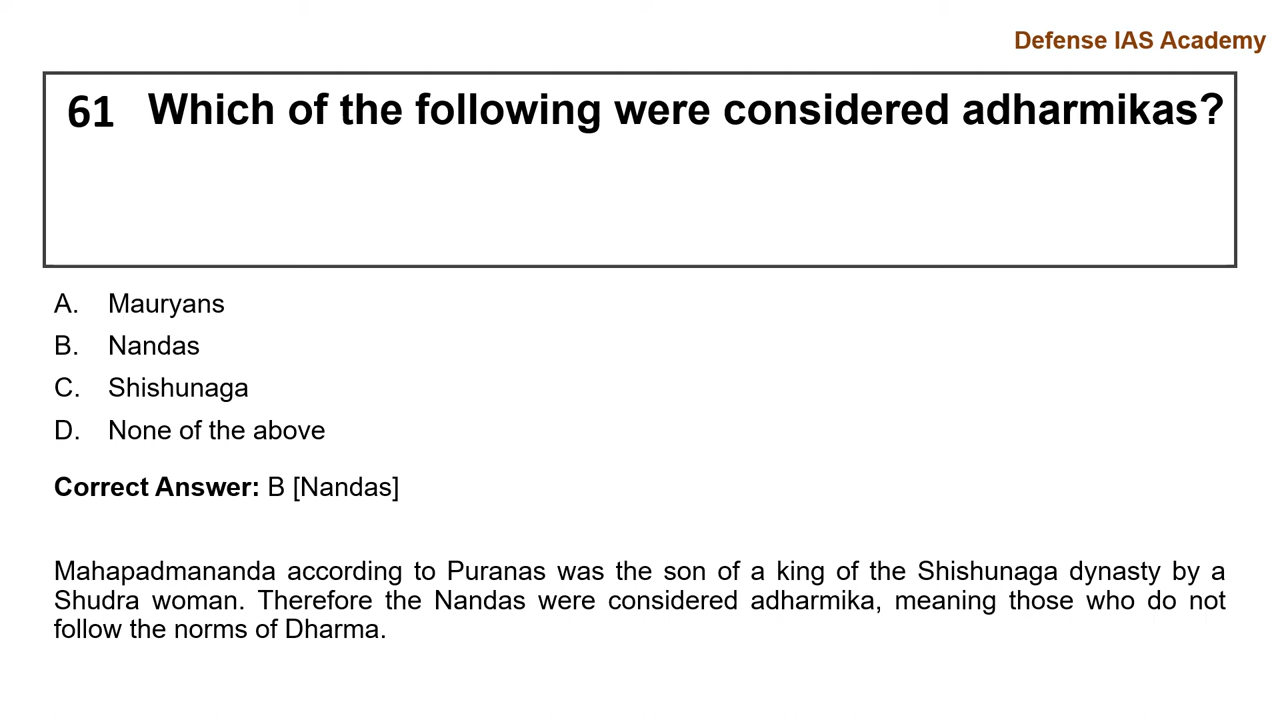 Defense IAS Academy
61 Which of the following were considered adharmikas?
A. Mauryans
B. Nandas
C. Shishunaga
D. None of the above
Correct Answer: B [Nandas]
Mahapadmananda according to Puranas was the son of a king of the Shishunaga dynasty by a
Shudra woman. Therefore the Nandas were considered adharmika, meaning those who do not
follow the norms of Dharma.